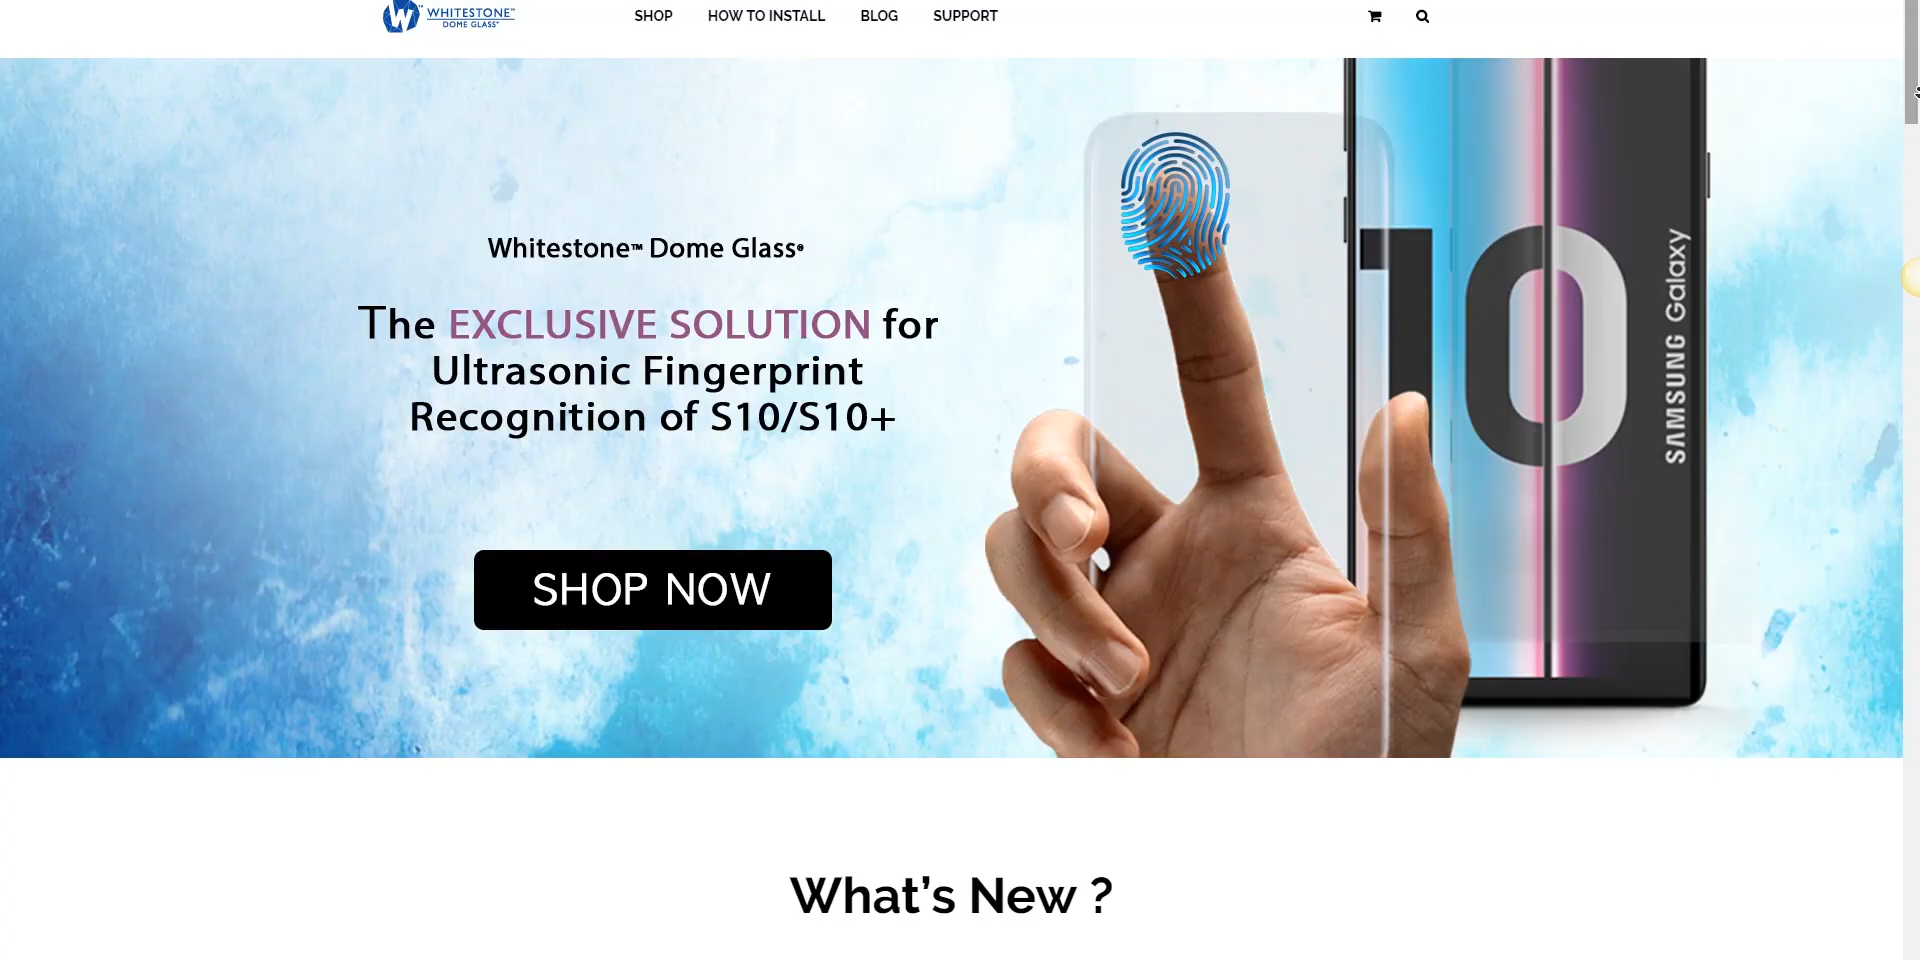 WHITESTONE™
DOME GLASS®
SHOP
HOW TO INSTALL
BLOG
SUPPORT
Whitestone™ Dome Glass®
The EXCLUSIVE SOLUTION for
Ultrasonic Fingerprint
Recognition of S10/S10+
SHOP NOW
10
SAMSUNG Galaxy
What’s New ?